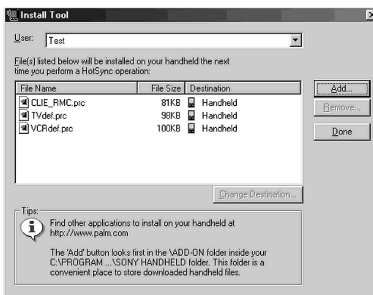 Install Tool
User: Test
File(s) listed below will be installed on your handheld the next
time you perform a HotSync operation:
File Name File Size Destination
CLIE_RMC.prc 81KB Handheld
TVdef.prc 98KB Handheld
VCRdef.prc 100KB Handheld
Add...
Remove...
Done
Change Destination...
Tips:
Find other applications to install on your handheld at
http://www.palm.com
The 'Add' button looks first in the \ADD-ON folder inside your
C:\PROGRAM ...\SONY HANDHELD folder. This folder is a
convenient place to store downloaded handheld files.